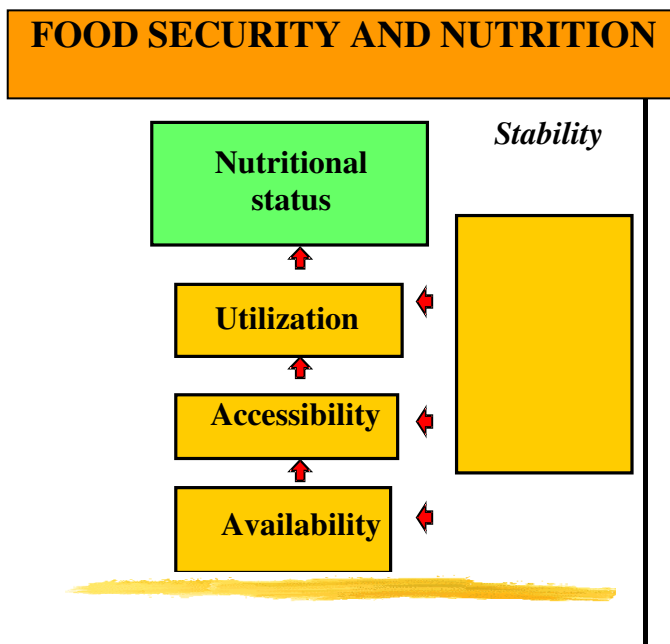 FOOD SECURITY AND NUTRITION
Stability
Nutritional
status
Utilization
Accessibility
Availability